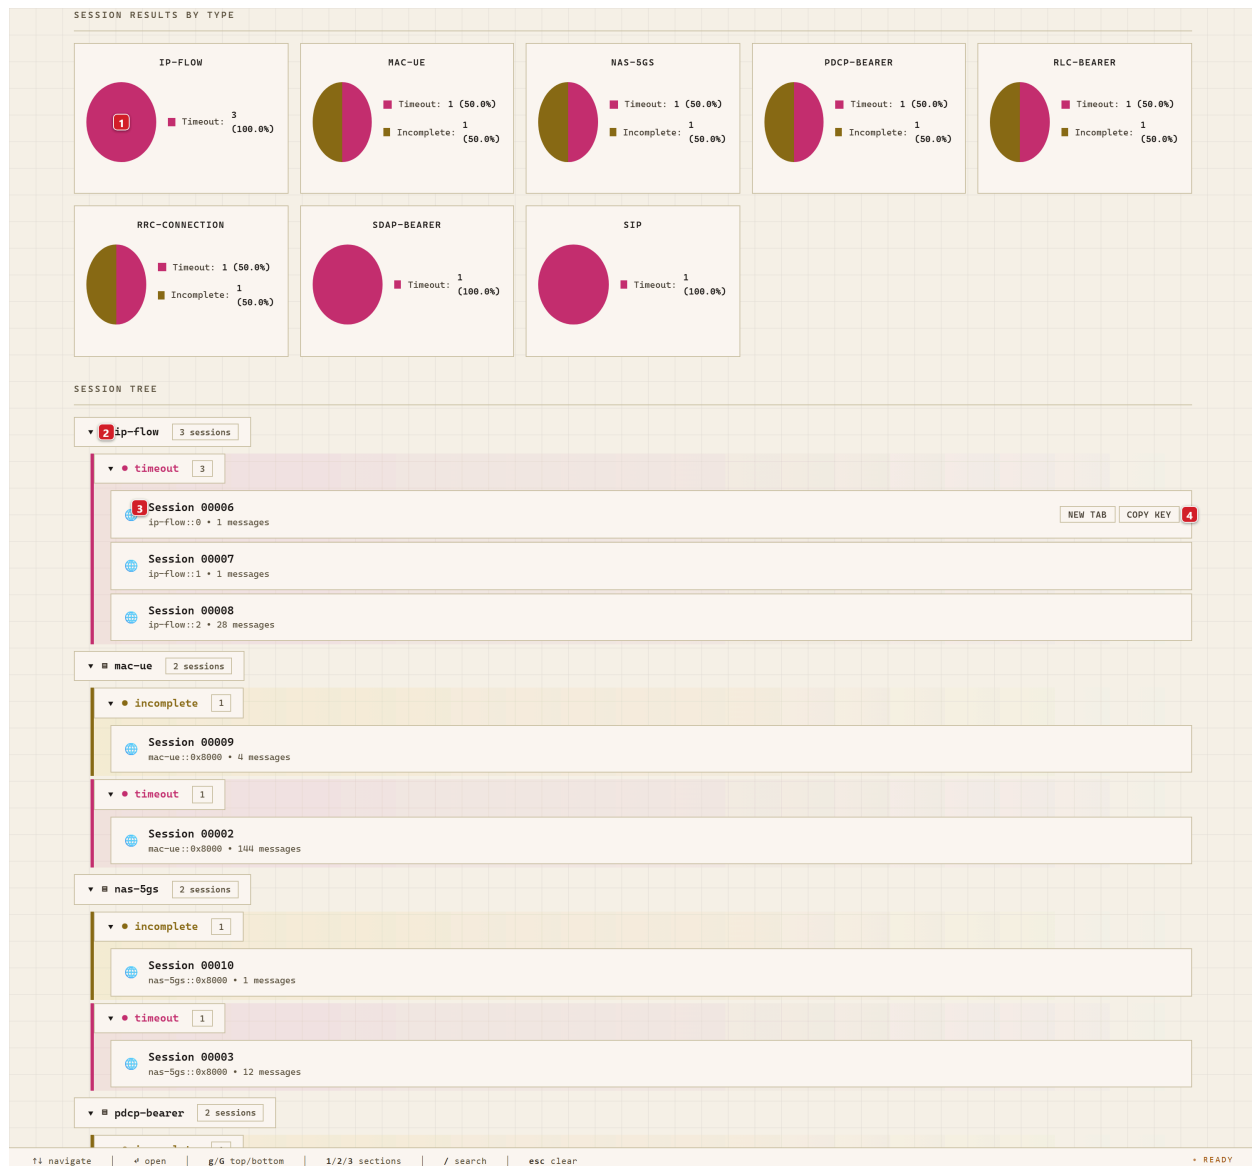 SESSION RESULTS BY TYPE
IP-FLOW
1
Timeout: 3 (100.0%)
MAC-UE
Timeout: 1 (50.0%)
Incomplete: 1 (50.0%)
NAS-5GS
Timeout: 1 (50.0%)
Incomplete: 1 (50.0%)
PDCP-BEARER
Timeout: 1 (50.0%)
Incomplete: 1 (50.0%)
RLC-BEARER
Timeout: 1 (50.0%)
Incomplete: 1 (50.0%)
RRC-CONNECTION
Timeout: 1 (50.0%)
Incomplete: 1 (50.0%)
SDAP-BEARER
Timeout: 1 (100.0%)
SIP
Timeout: 1 (100.0%)
SESSION TREE
2 ip-flow 3 sessions
timeout 3
3 Session 00006
ip-flow::0 • 1 messages
NEW TAB COPY KEY 4
Session 00007
ip-flow::1 • 1 messages
Session 00008
ip-flow::2 • 28 messages
mac-ue 2 sessions
incomplete 1
Session 00009
mac-ue::0x8000 • 4 messages
timeout 1
Session 00002
mac-ue::0x8000 • 144 messages
nas-5gs 2 sessions
incomplete 1
Session 00010
nas-5gs::0x8000 • 1 messages
timeout 1
Session 00003
nas-5gs::0x8000 • 12 messages
pdcp-bearer 2 sessions
↑↓ navigate ⏎ open g/G top/bottom 1/2/3 sections / search esc clear • READY